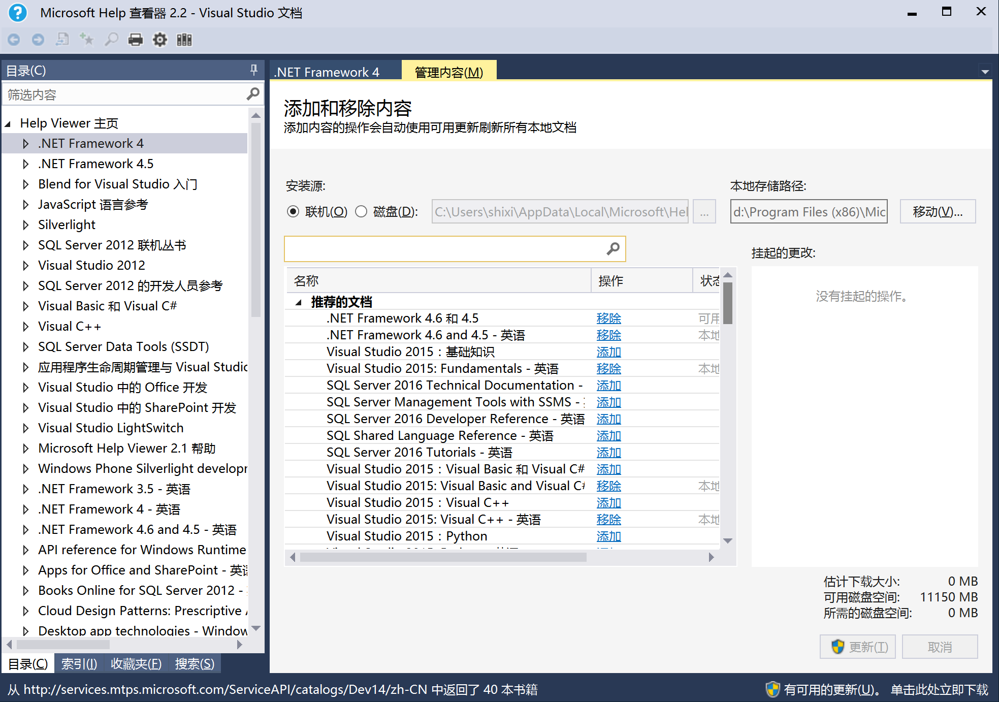 Microsoft Help 查看器 2.2 - Visual Studio 文档
目录(C)
筛选内容
Help Viewer 主页
.NET Framework 4
.NET Framework 4.5
Blend for Visual Studio 入门
JavaScript 语言参考
Silverlight
SQL Server 2012 联机丛书
Visual Studio 2012
SQL Server 2012 的开发人员参考
Visual Basic 和 Visual C#
Visual C++
SQL Server Data Tools (SSDT)
应用程序生命周期管理与 Visual Studio
Visual Studio 中的 Office 开发
Visual Studio 中的 SharePoint 开发
Visual Studio LightSwitch
Microsoft Help Viewer 2.1 帮助
Windows Phone Silverlight developr
.NET Framework 3.5 - 英语
.NET Framework 4 - 英语
.NET Framework 4.6 and 4.5 - 英语
API reference for Windows Runtime
Apps for Office and SharePoint - 英语
Books Online for SQL Server 2012 -
Cloud Design Patterns: Prescriptive
Desktop app technologies - Window
目录(C) 索引(I) 收藏夹(F) 搜索(S)
.NET Framework 4 管理内容(M)
添加和移除内容
添加内容的操作会自动使用可用更新刷新所有本地文档
安装源:
联机(O) 磁盘(D): C:\Users\shixi\AppData\Local\Microsoft\Hel ...
本地存储路径:
d:\Program Files (x86)\Mic 移动(V)...
名称 操作 状态
推荐的文档
.NET Framework 4.6 和 4.5 移除 可用
.NET Framework 4.6 and 4.5 - 英语 移除 本地
Visual Studio 2015：基础知识 添加
Visual Studio 2015: Fundamentals - 英语 移除 本地
SQL Server 2016 Technical Documentation - 添加
SQL Server Management Tools with SSMS - 添加
SQL Server 2016 Developer Reference - 英语 添加
SQL Shared Language Reference - 英语 添加
SQL Server 2016 Tutorials - 英语 添加
Visual Studio 2015：Visual Basic 和 Visual C# 添加
Visual Studio 2015: Visual Basic and Visual C# 移除 本地
Visual Studio 2015：Visual C++ 添加
Visual Studio 2015: Visual C++ - 英语 移除 本地
Visual Studio 2015：Python 添加
挂起的更改:
没有挂起的操作。
估计下载大小: 0 MB
可用磁盘空间: 11150 MB
所需的磁盘空间: 0 MB
更新(T) 取消
从 http://services.mtps.microsoft.com/ServiceAPI/catalogs/Dev14/zh-CN 中返回了 40 本书籍
有可用的更新(U)。 单击此处立即下载